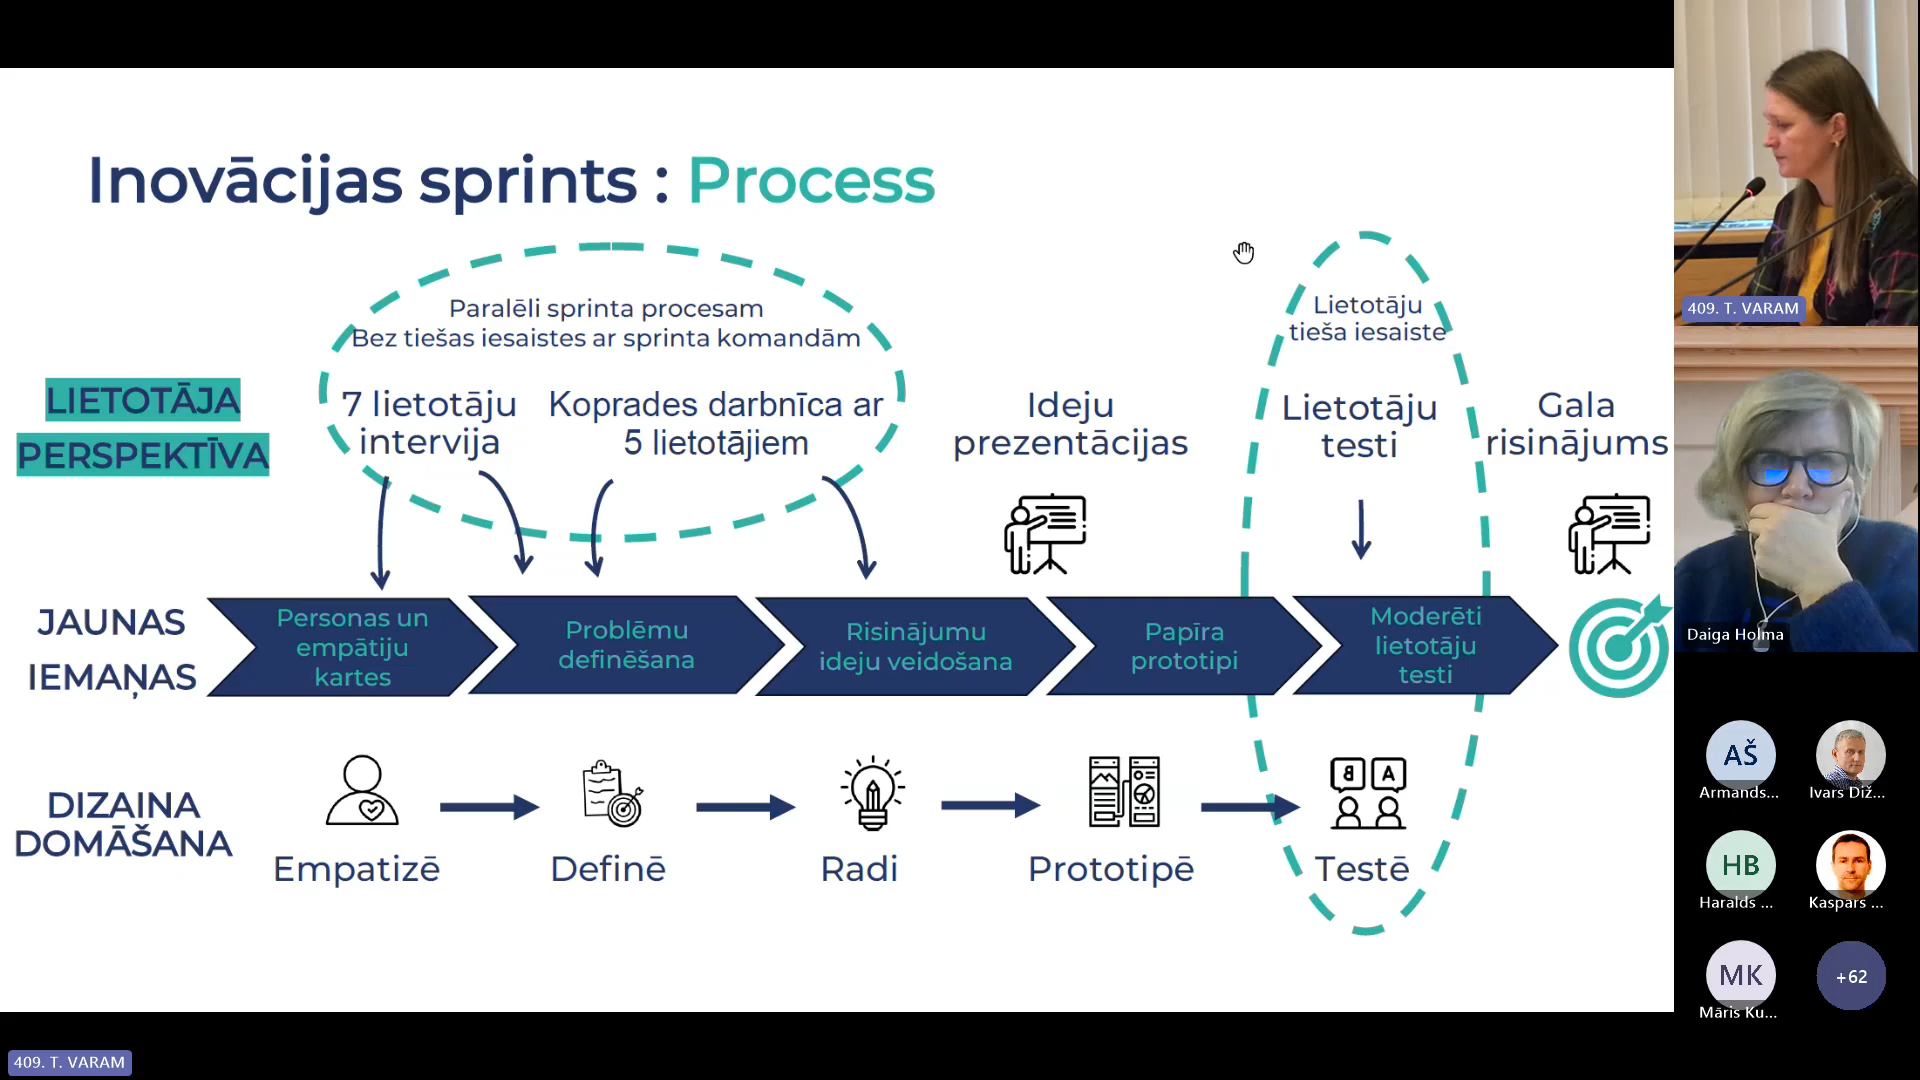 Inovācijas sprints : Process
Paralēli sprinta procesam
Bez tiešas iesaistes ar sprinta komandām
Lietotāju
tieša iesaiste
LIETOTĀJA
PERSPEKTĪVA
7 lietotāju
intervija
Koprades darbnīca ar
5 lietotājiem
Ideju
prezentācijas
Lietotāju
testi
Gala
risinājums
JAUNAS
IEMAŅAS
Personas un
empātiju
kartes
Problēmu
definēšana
Risinājumu
ideju veidošana
Papīra
prototipi
Moderēti
lietotāju
testi
DIZAINA
DOMĀŠANA
B A
Empatizē
Definē
Radi
Prototipē
Testē
409. T. VARAM
Daiga Holma
AŠ
Armands...
Ivars Diž...
HB
Haralds ...
Kaspars ...
MK
Māris Ku...
+62
409. T. VARAM